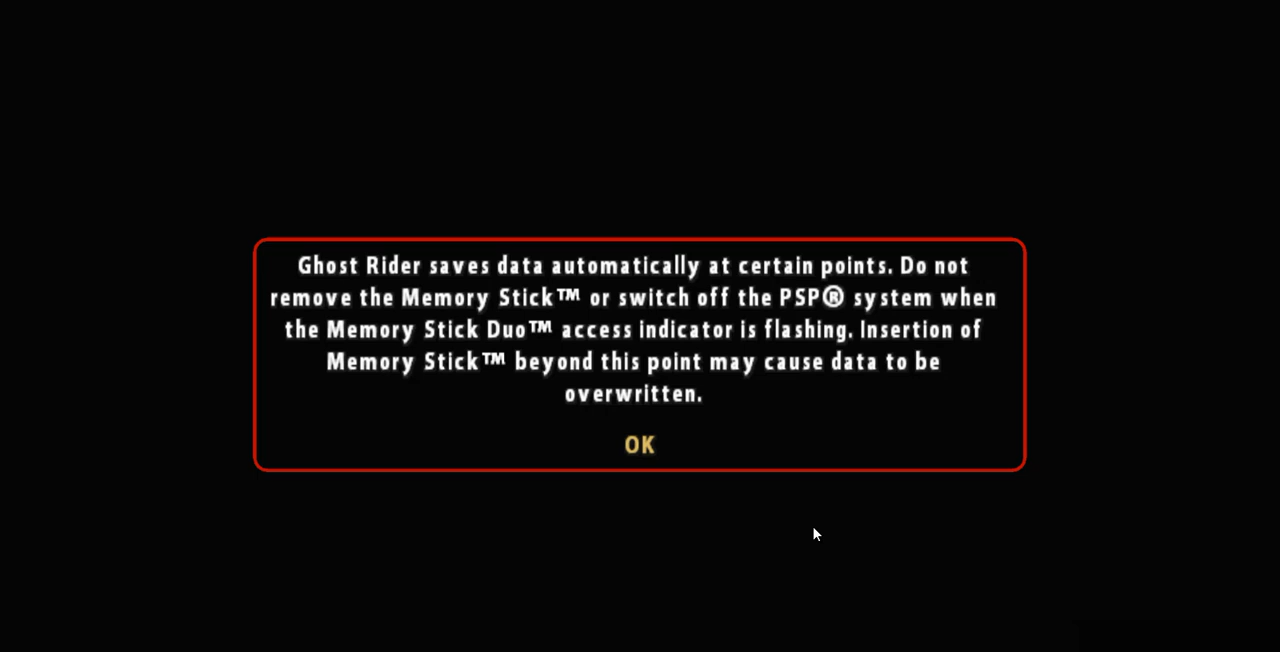 Ghost Rider saves data automatically at certain points. Do not
remove the Memory Stick™ or switch off the PSP® system when
the Memory Stick Duo™ access indicator is flashing. Insertion of
Memory Stick™ beyond this point may cause data to be
overwritten.
OK